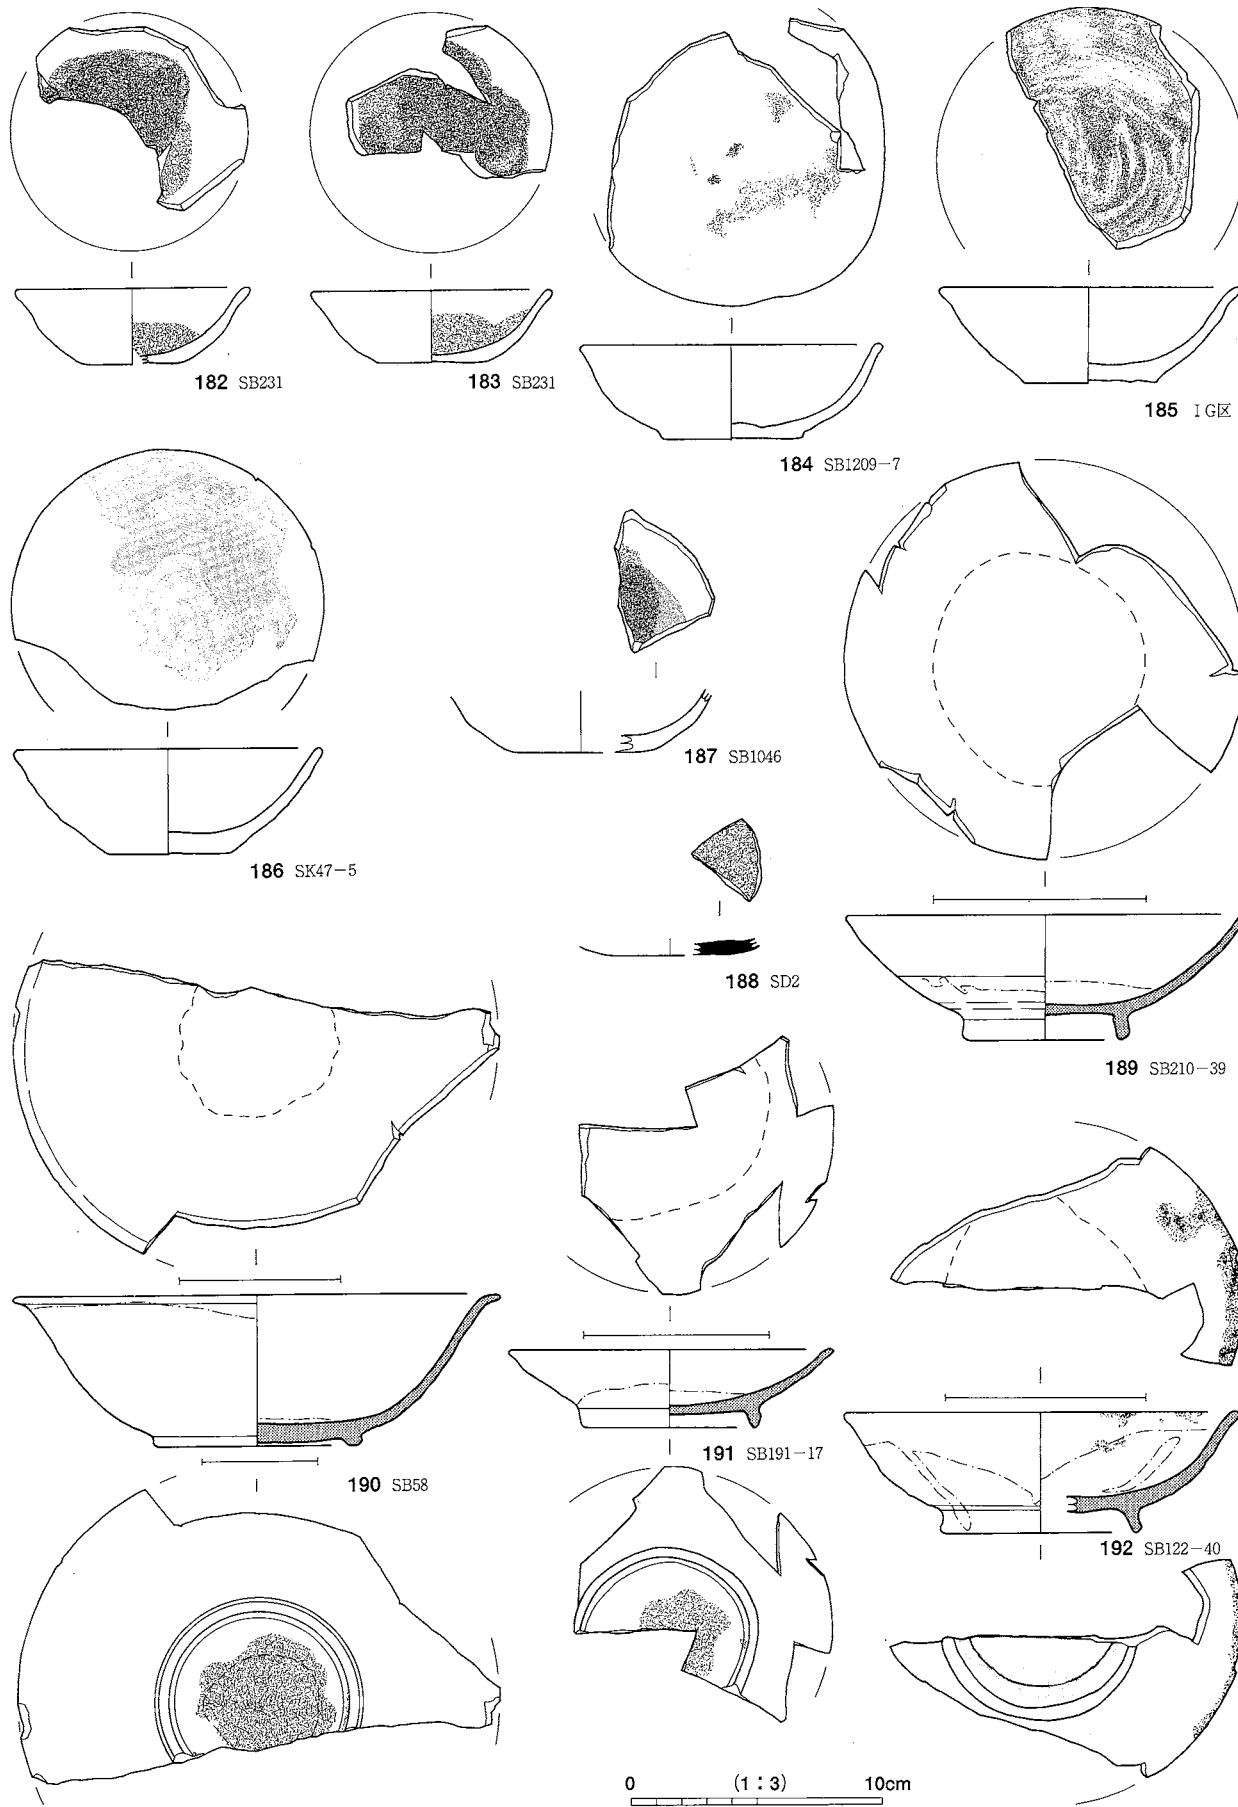 182 SB231
183 SB231
184 SB1209-7
185 IG区
186 SK47-5
187 SB1046
188 SD2
189 SB210-39
190 SB58
191 SB191-17
192 SB122-40
0 (1:3) 10cm